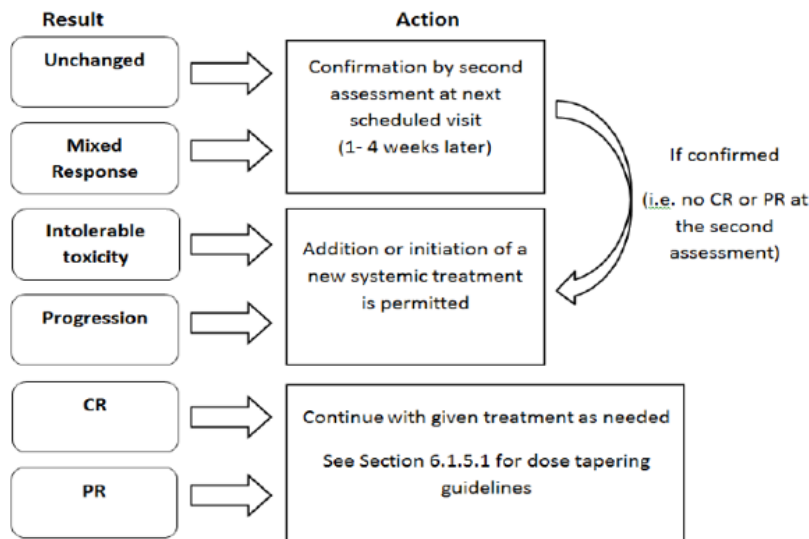 Result
Action
Unchanged
Confirmation by second
assessment at next
scheduled visit
(1- 4 weeks later)
Mixed
Response
If confirmed
(i.e. no CR or PR at
the second
assessment)
Intolerable
toxicity
Addition or initiation of a
new systemic treatment
is permitted
Progression
CR
Continue with given treatment as needed
See Section 6.1.5.1 for dose tapering
guidelines
PR